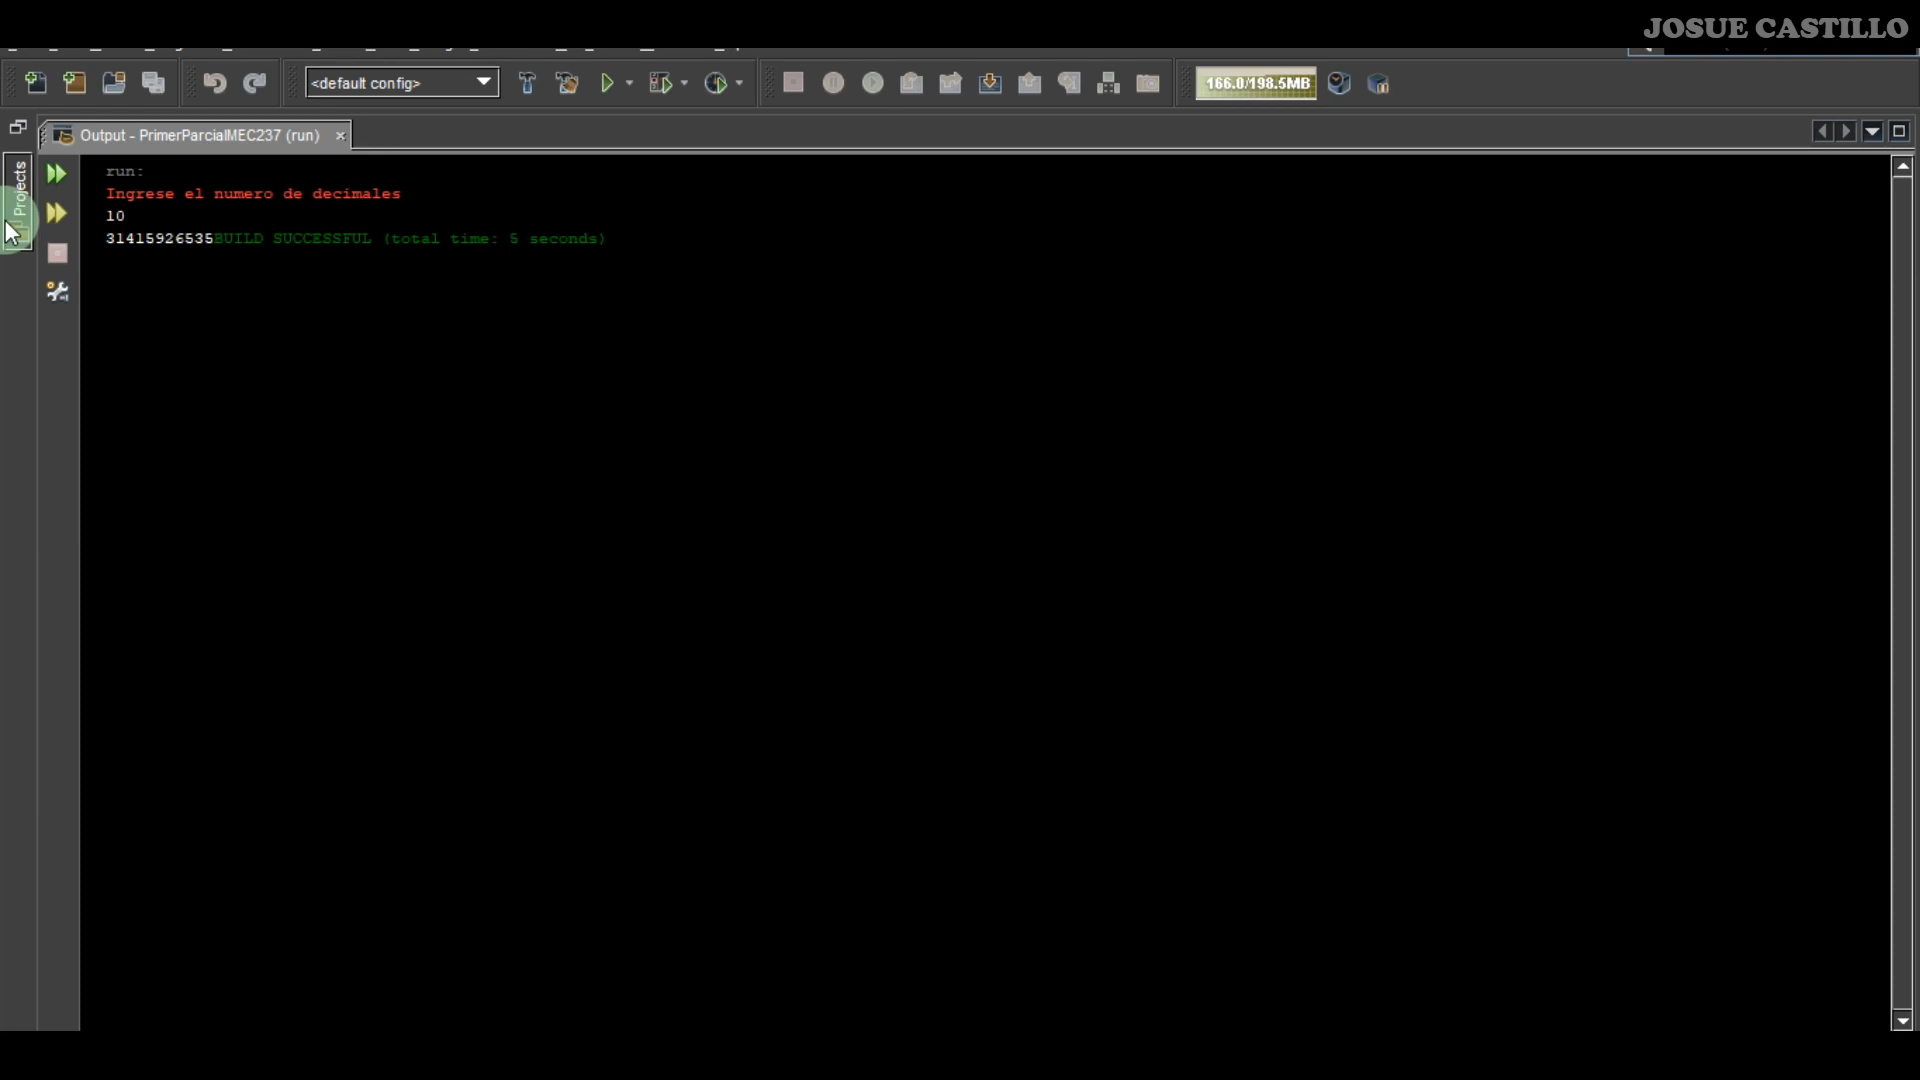 JOSUE CASTILLO
<default config>
166.0/198.5MB
Output - PrimerParcialMEC237 (run)
Projects
run:
Ingrese el numero de decimales
10
31415926535BUILD SUCCESSFUL (total time: 5 seconds)